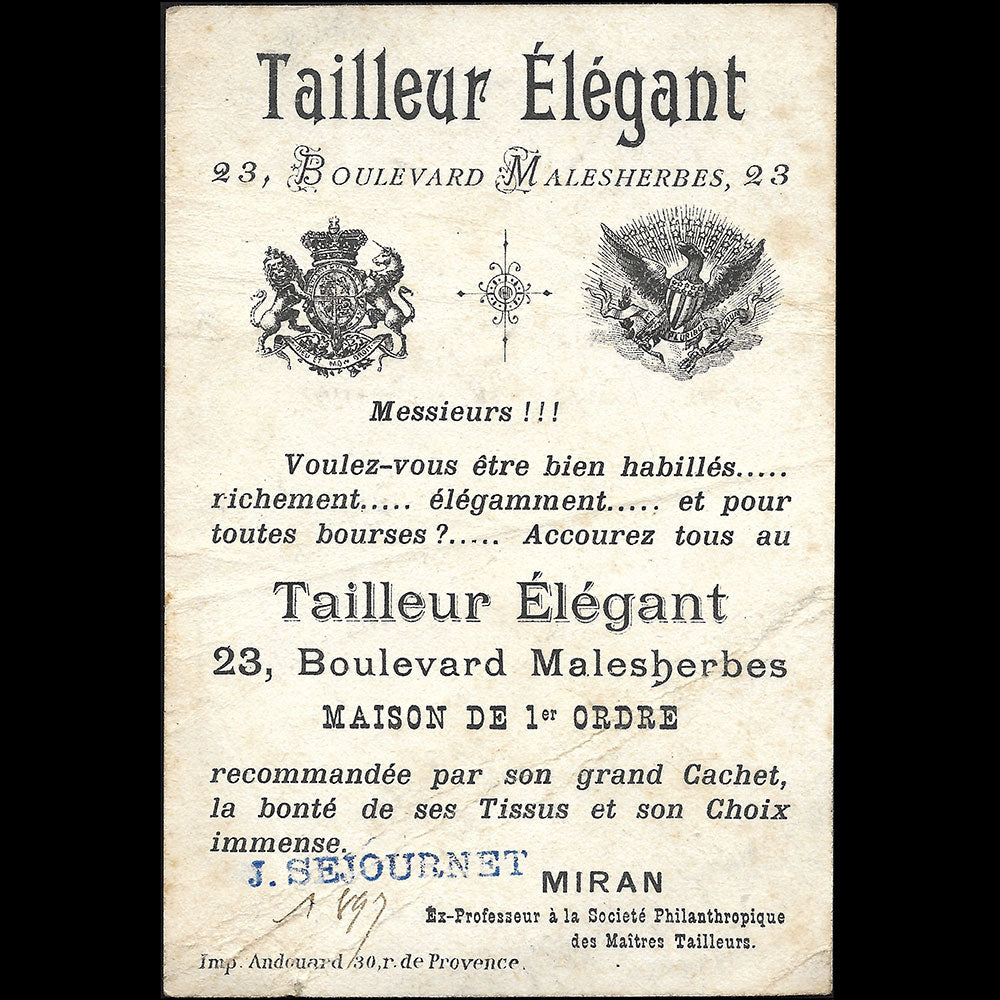 Tailleur Élégant
23, BOULEVARD MALESHERBES, 23
Messieurs !!!
Voulez-vous être bien habillés.....
richement..... élégamment..... et pour
toutes bourses ?..... Accourez tous au
Tailleur Élégant
23, Boulevard Malesherbes
MAISON DE 1er ORDRE
recommandée par son grand Cachet,
la bonté de ses Tissus et son Choix
immense.
J. SEJOURNET
1897
MIRAN
Ex-Professeur à la Societé Philanthropique
des Maîtres Tailleurs.
Imp. Andouard 30, r. de Provence.